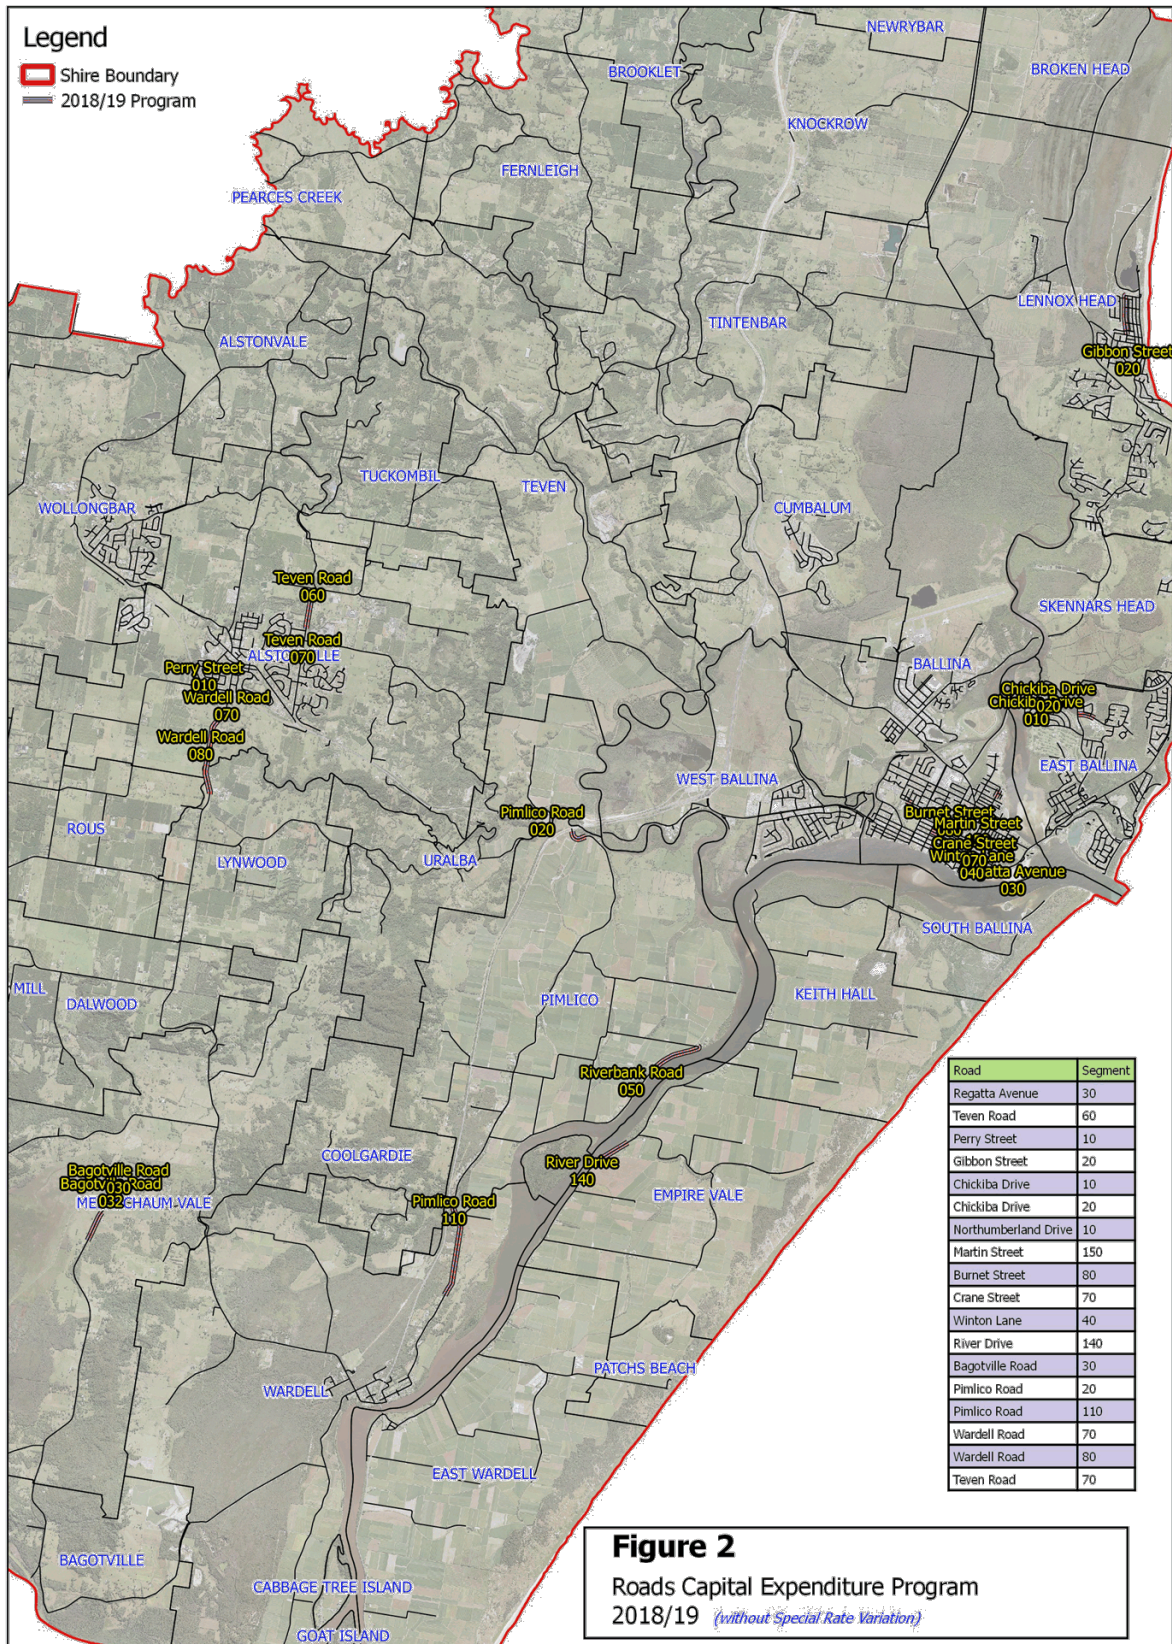 Legend
Shire Boundary
2018/19 Program
NEWRYBAR
BROOKLET
BROKEN HEAD
KNOCKROW
FERNLEIGH
PEARCES CREEK
LENNOX HEAD
TINTENBAR
ALSTONVALE
Gibbon Street
020
TUCKOMBIL
TEVEN
WOLLONGBAR
CUMBALUM
Teven Road
060
SKENNARS HEAD
Teven Road
070
Perry Street
010
BALLINA
Wardell Road
070
Chickiba Drive
020
010
Wardell Road
080
EAST BALLINA
WEST BALLINA
Pimlico Road
020
Burnet Street
Martin Street
Crane Street
070
040
030
ROUS
LYNWOOD
URALBA
SOUTH BALLINA
MILL
DALWOOD
PIMLICO
KEITH HALL
Riverbank Road
050
COOLGARDIE
River Drive
140
Bagotville Road
030
032
EMPIRE VALE
Pimlico Road
110
PATCHS BEACH
WARDELL
EAST WARDELL
BAGOTVILLE
CABBAGE TREE ISLAND
GOAT ISLAND
Road Segment
Regatta Avenue 30
Teven Road 60
Perry Street 10
Gibbon Street 20
Chickiba Drive 10
Chickiba Drive 20
Northumberland Drive 10
Martin Street 150
Burnet Street 80
Crane Street 70
Winton Lane 40
River Drive 140
Bagotville Road 30
Pimlico Road 20
Pimlico Road 110
Wardell Road 70
Wardell Road 80
Teven Road 70
Figure 2
Roads Capital Expenditure Program
2018/19 (without Special Rate Variation)